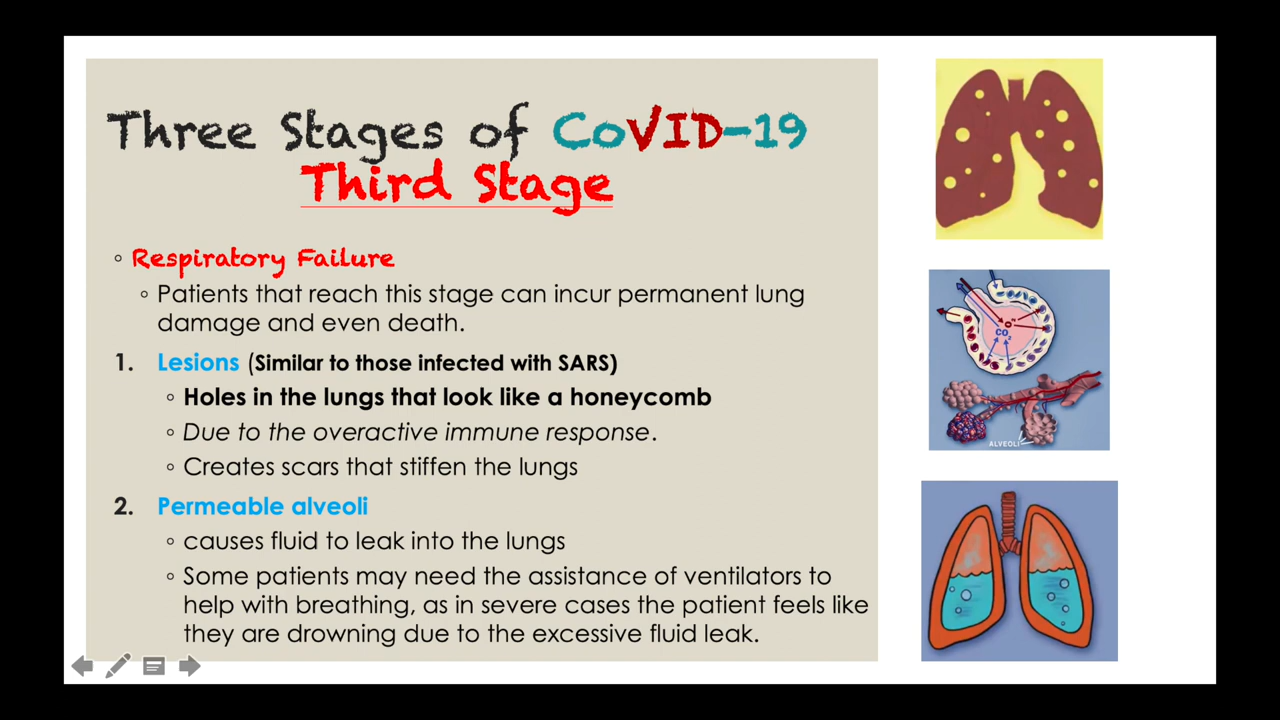 Three Stages of CoVID-19
Third Stage
◦ Respiratory Failure
◦ Patients that reach this stage can incur permanent lung
damage and even death.
1. Lesions (Similar to those infected with SARS)
◦ Holes in the lungs that look like a honeycomb
◦ Due to the overactive immune response.
◦ Creates scars that stiffen the lungs
2. Permeable alveoli
◦ causes fluid to leak into the lungs
◦ Some patients may need the assistance of ventilators to
help with breathing, as in severe cases the patient feels like
they are drowning due to the excessive fluid leak.
CO2
ALVEOLI